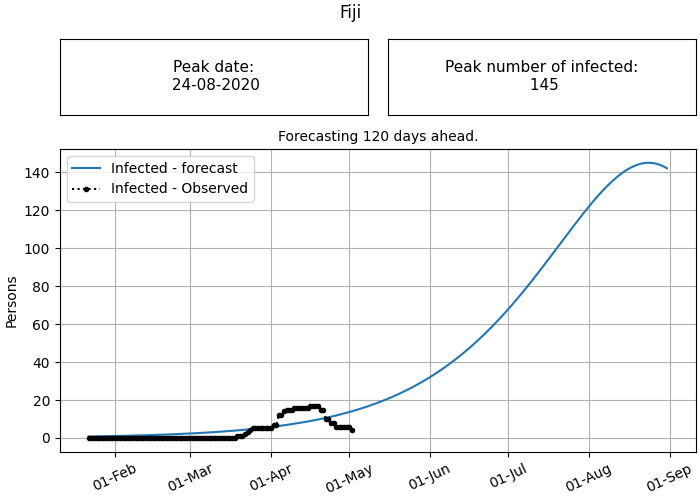 Fiji
Peak date:
24-08-2020
Peak number of infected:
145
Forecasting 120 days ahead.
Infected - forecast
Infected - Observed
Persons
140
120
100
80
60
40
20
0
01-Feb
01-Mar
01-Apr
01-May
01-Jun
01-Jul
01-Aug
01-Sep